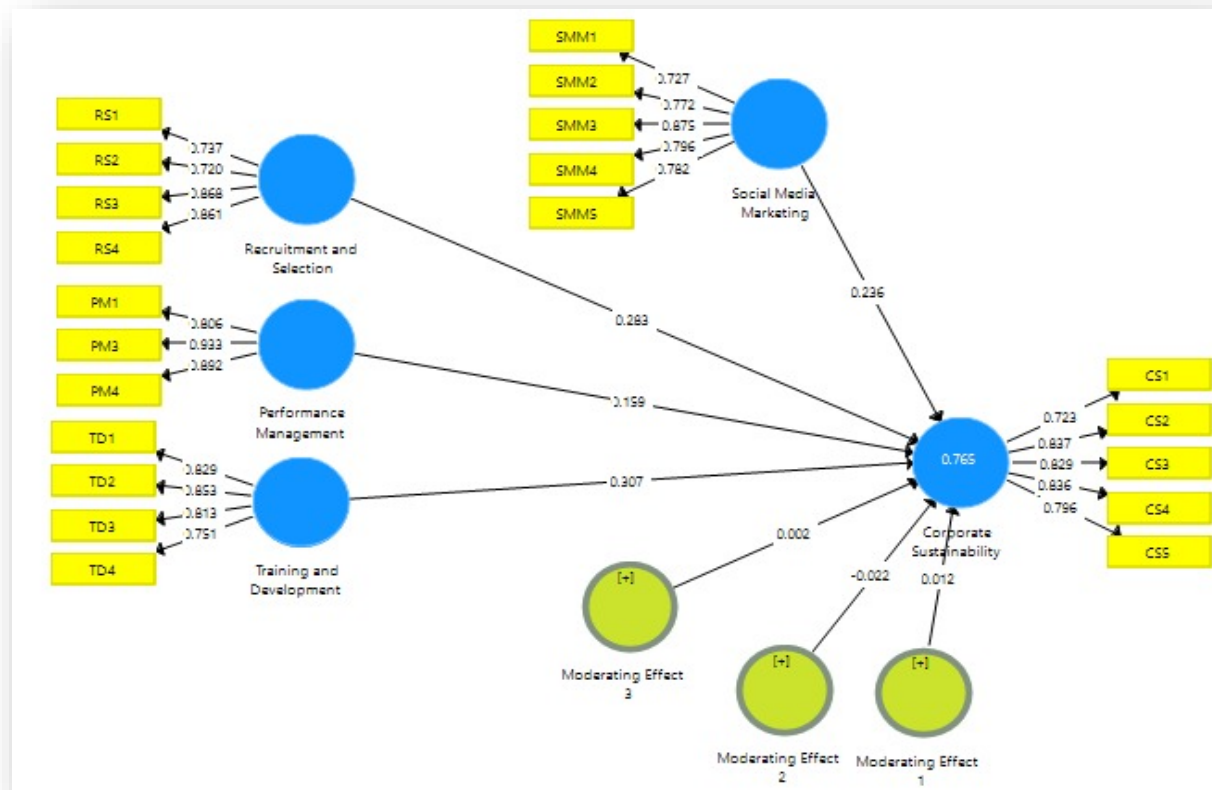 SMM1
SMM2
SMM3
SMM4
SMM5
0.727
0.772
0.875
0.796
0.782
Social Media
Marketing
RS1
RS2
RS3
RS4
0.737
0.720
0.868
0.861
Recruitment and
Selection
PM1
PM3
PM4
0.806
0.933
0.892
Performance
Management
TD1
TD2
TD3
TD4
0.829
0.853
0.813
0.751
Training and
Development
0.236
0.283
0.159
0.307
0.765
Corporate
Sustainability
CS1
CS2
CS3
CS4
CS5
0.723
0.837
0.829
0.836
0.796
0.002
-0.022
0.012
[+]
Moderating Effect
3
[+]
Moderating Effect
2
[+]
Moderating Effect
1